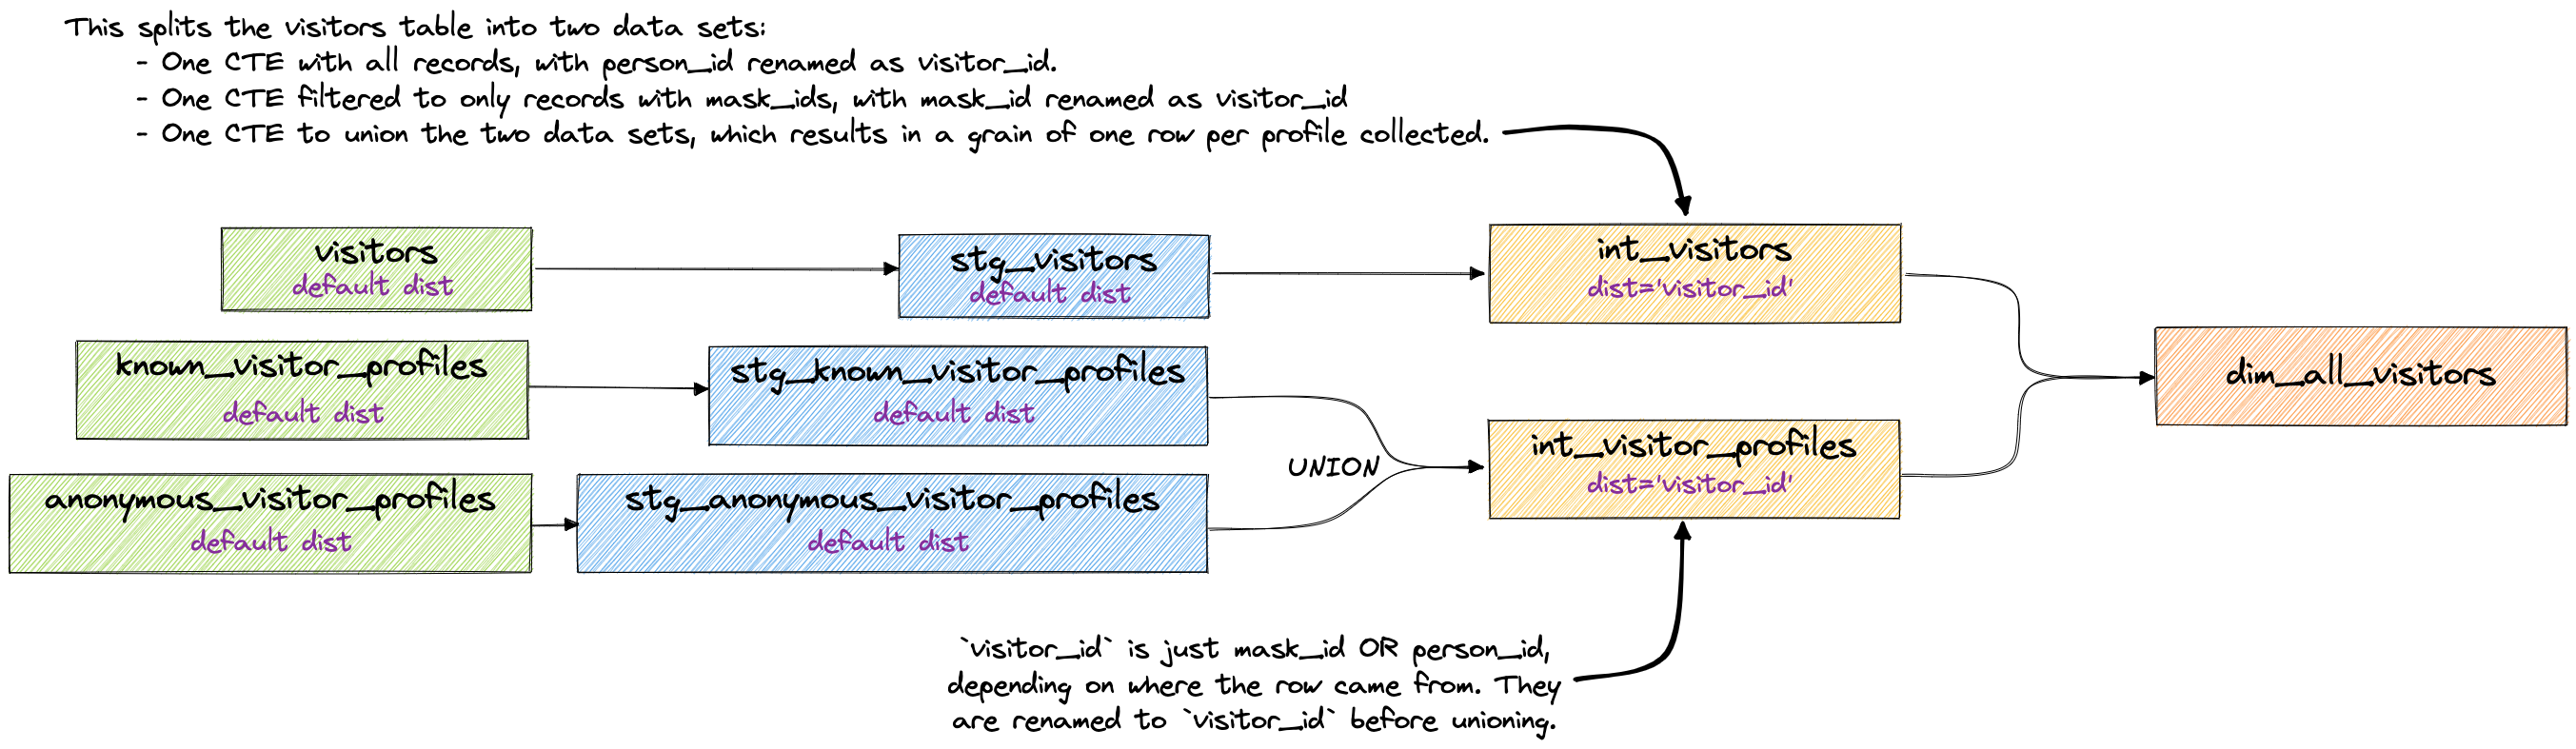 This splits the visitors table into two data sets:
- One CTE with all records, with person_id renamed as visitor_id.
- One CTE filtered to only records with mask_ids, with mask_id renamed as visitor_id
- One CTE to union the two data sets, which results in a grain of one row per profile collected.
visitors
default dist
stg_visitors
default dist
int_visitors
dist='visitor_id'
known_visitor_profiles
default dist
stg_known_visitor_profiles
default dist
dim_all_visitors
anonymous_visitor_profiles
default dist
stg_anonymous_visitor_profiles
default dist
UNION
int_visitor_profiles
dist='visitor_id'
`visitor_id` is just mask_id OR person_id,
depending on where the row came from. They
are renamed to `visitor_id` before unioning.